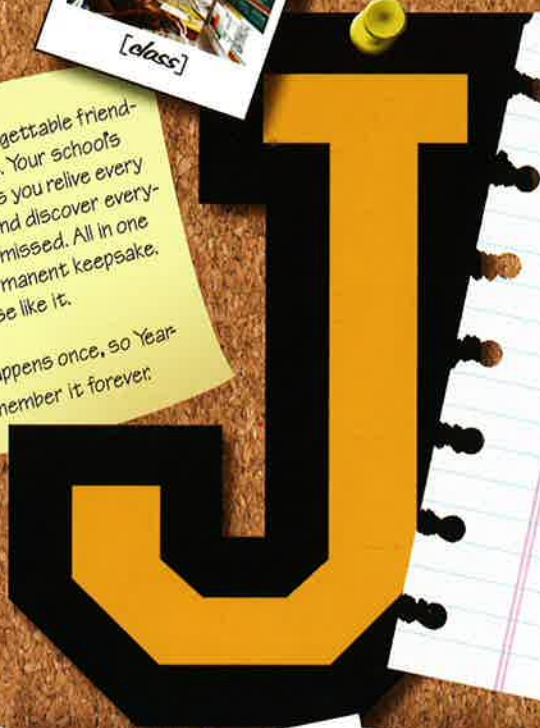 [class]
gettable friend-
. Your school's
s you relive every
nd discover every-
missed. All in one
manent keepsake.
se like it.
appens once, so Year-
member it forever.
J